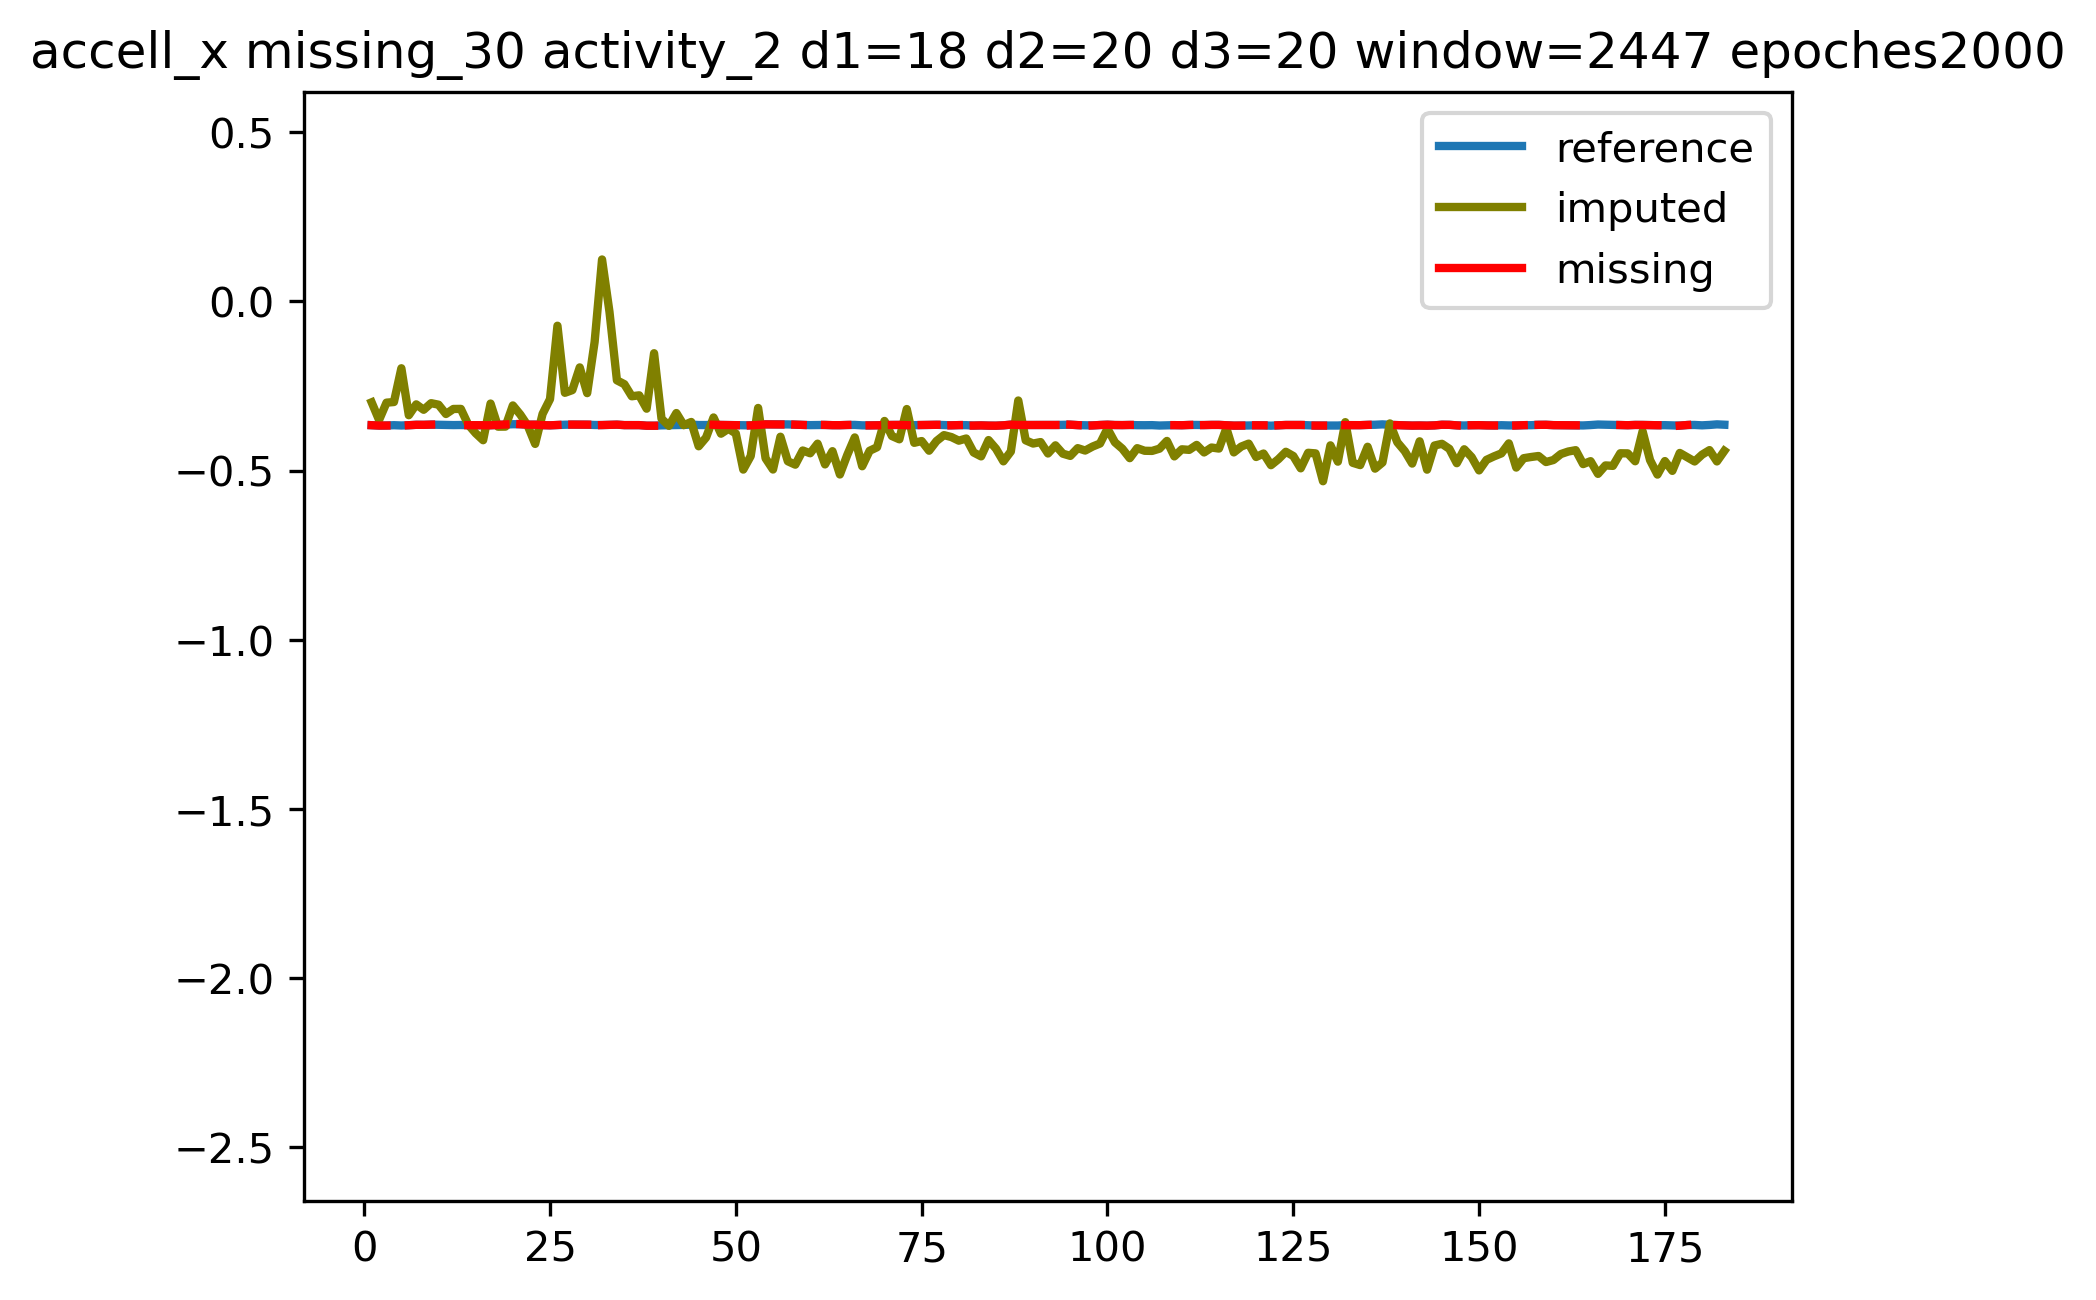 accell_x missing_30 activity_2 d1=18 d2=20 d3=20 window=2447 epoches2000
reference
imputed
missing
0.5
0.0
−0.5
−1.0
−1.5
−2.0
−2.5
0 25 50 75 100 125 150 175